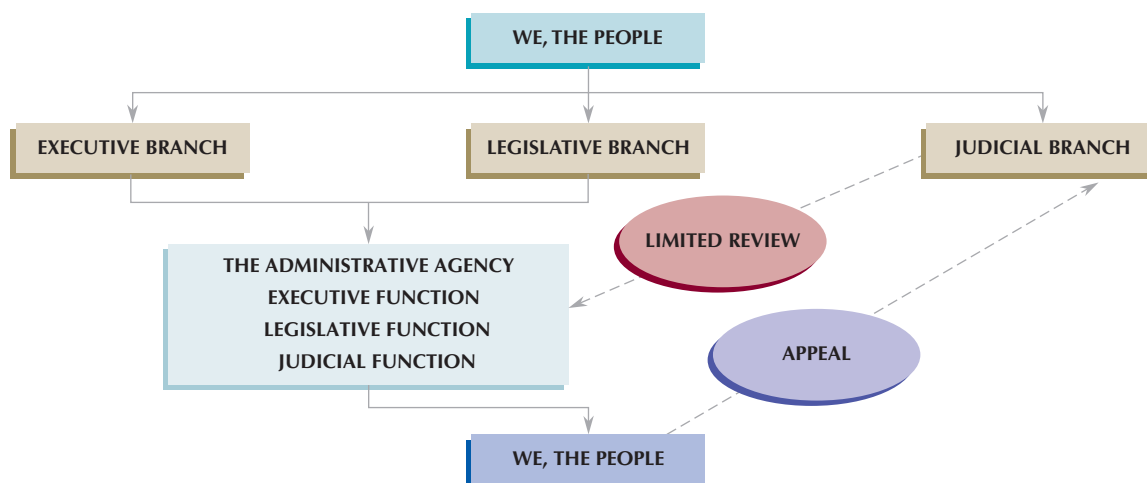 WE, THE PEOPLE
EXECUTIVE BRANCH
LEGISLATIVE BRANCH
JUDICIAL BRANCH
LIMITED REVIEW
THE ADMINISTRATIVE AGENCY
EXECUTIVE FUNCTION
LEGISLATIVE FUNCTION
JUDICIAL FUNCTION
APPEAL
WE, THE PEOPLE